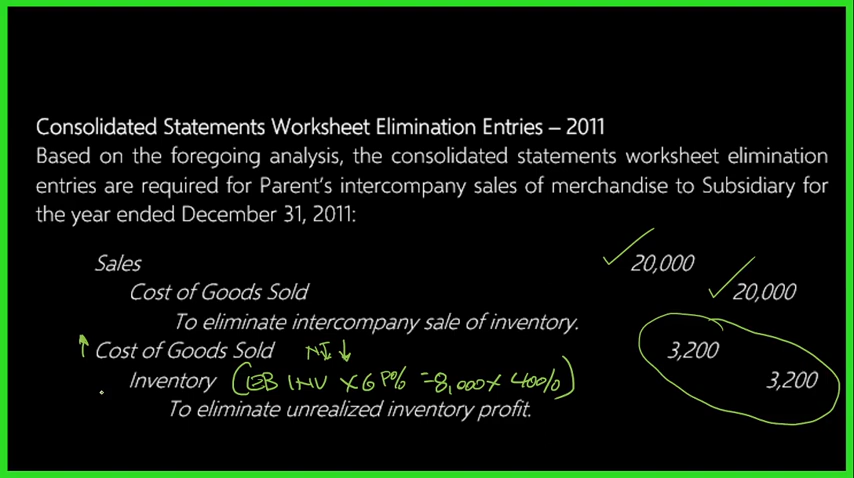 Consolidated Statements Worksheet Elimination Entries – 2011
Based on the foregoing analysis, the consolidated statements worksheet elimination
entries are required for Parent's intercompany sales of merchandise to Subsidiary for
the year ended December 31, 2011:
Sales 20,000
Cost of Goods Sold 20,000
To eliminate intercompany sale of inventory.
↑ Cost of Goods Sold NI ↓ 3,200
Inventory (EB INV X GP% = 8,000 X 40%) 3,200
To eliminate unrealized inventory profit.